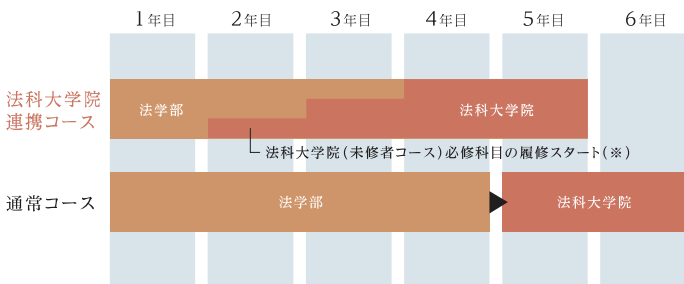 1年目 2年目 3年目 4年目 5年目 6年目
法科大学院
連携コース
法学部 法科大学院
法科大学院(未修者コース)必修科目の履修スタート(※)
通常コース 法学部 法科大学院